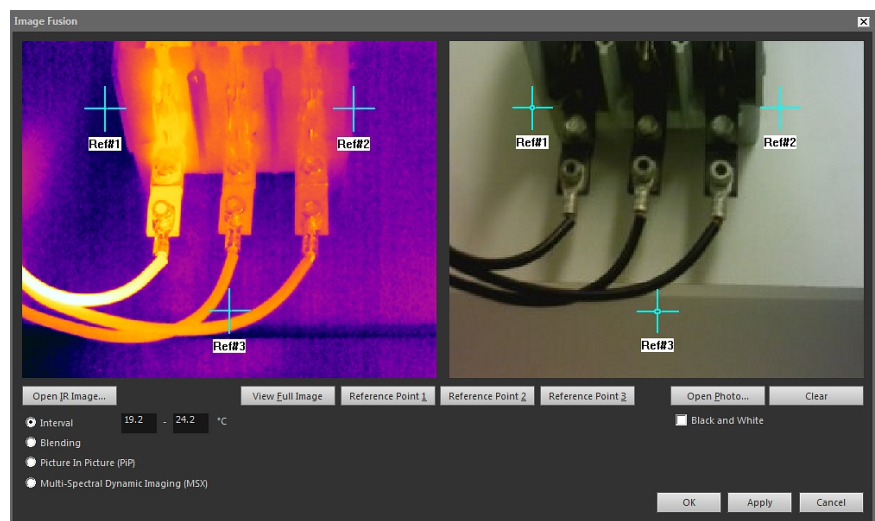 Image Fusion
Ref#1
Ref#2
Ref#3
Ref#1
Ref#2
Ref#3
Open IR Image...
View Full Image
Reference Point 1
Reference Point 2
Reference Point 3
Open Photo...
Clear
Interval 19.2 - 24.2 °C
Black and White
Blending
Picture In Picture (PiP)
Multi-Spectral Dynamic Imaging (MSX)
OK
Apply
Cancel